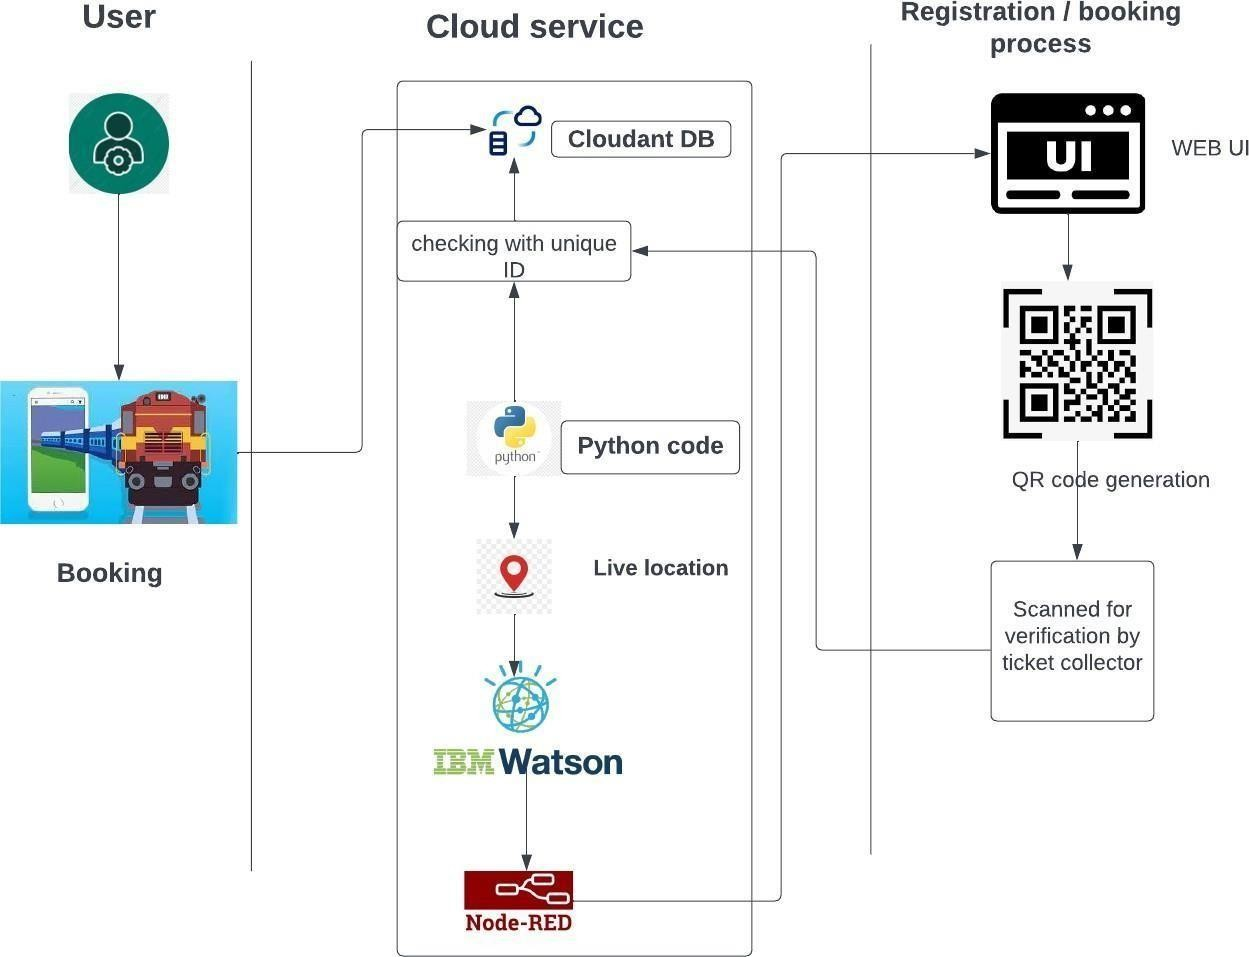 User
Cloud service
Registration / booking
process
Cloudant DB
UI
WEB UI
checking with unique
ID
python
Python code
QR code generation
Booking
Live location
Scanned for
verification by
ticket collector
IBM Watson
Node-RED